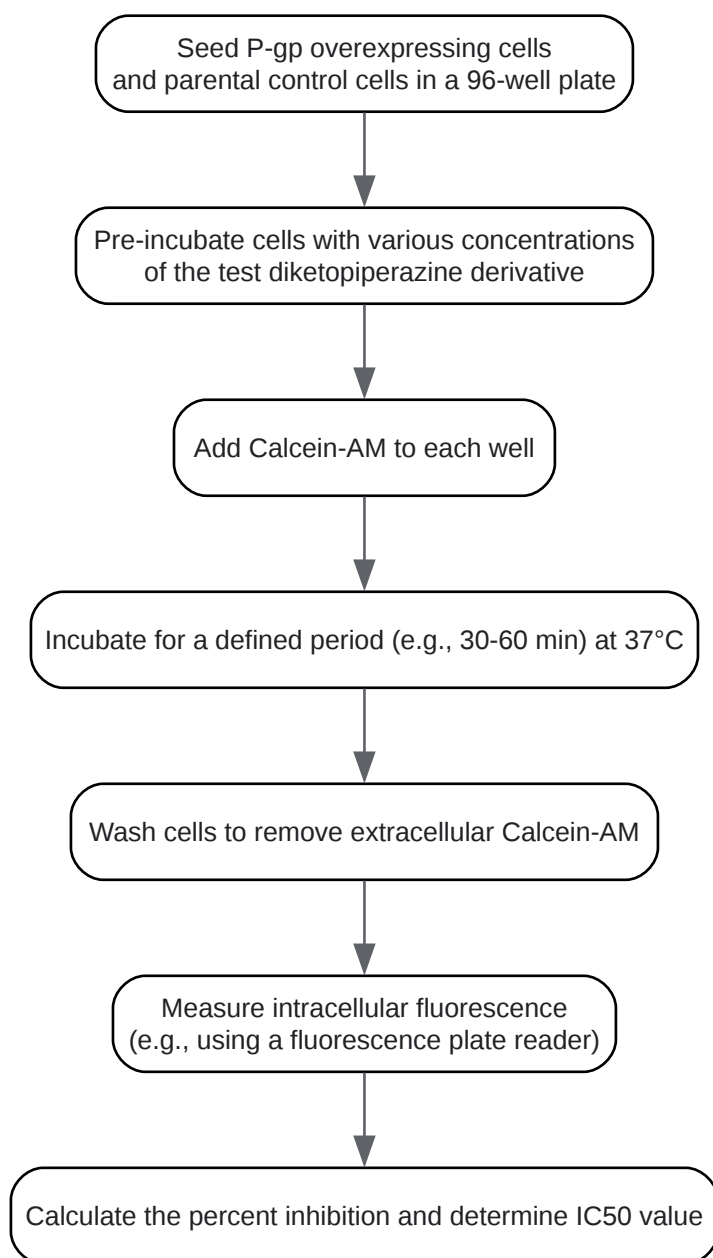 Seed P-gp overexpressing cells
and parental control cells in a 96-well plate
Pre-incubate cells with various concentrations
of the test diketopiperazine derivative
Add Calcein-AM to each well
Incubate for a defined period (e.g., 30-60 min) at 37°C
Wash cells to remove extracellular Calcein-AM
Measure intracellular fluorescence
(e.g., using a fluorescence plate reader)
Calculate the percent inhibition and determine IC50 value